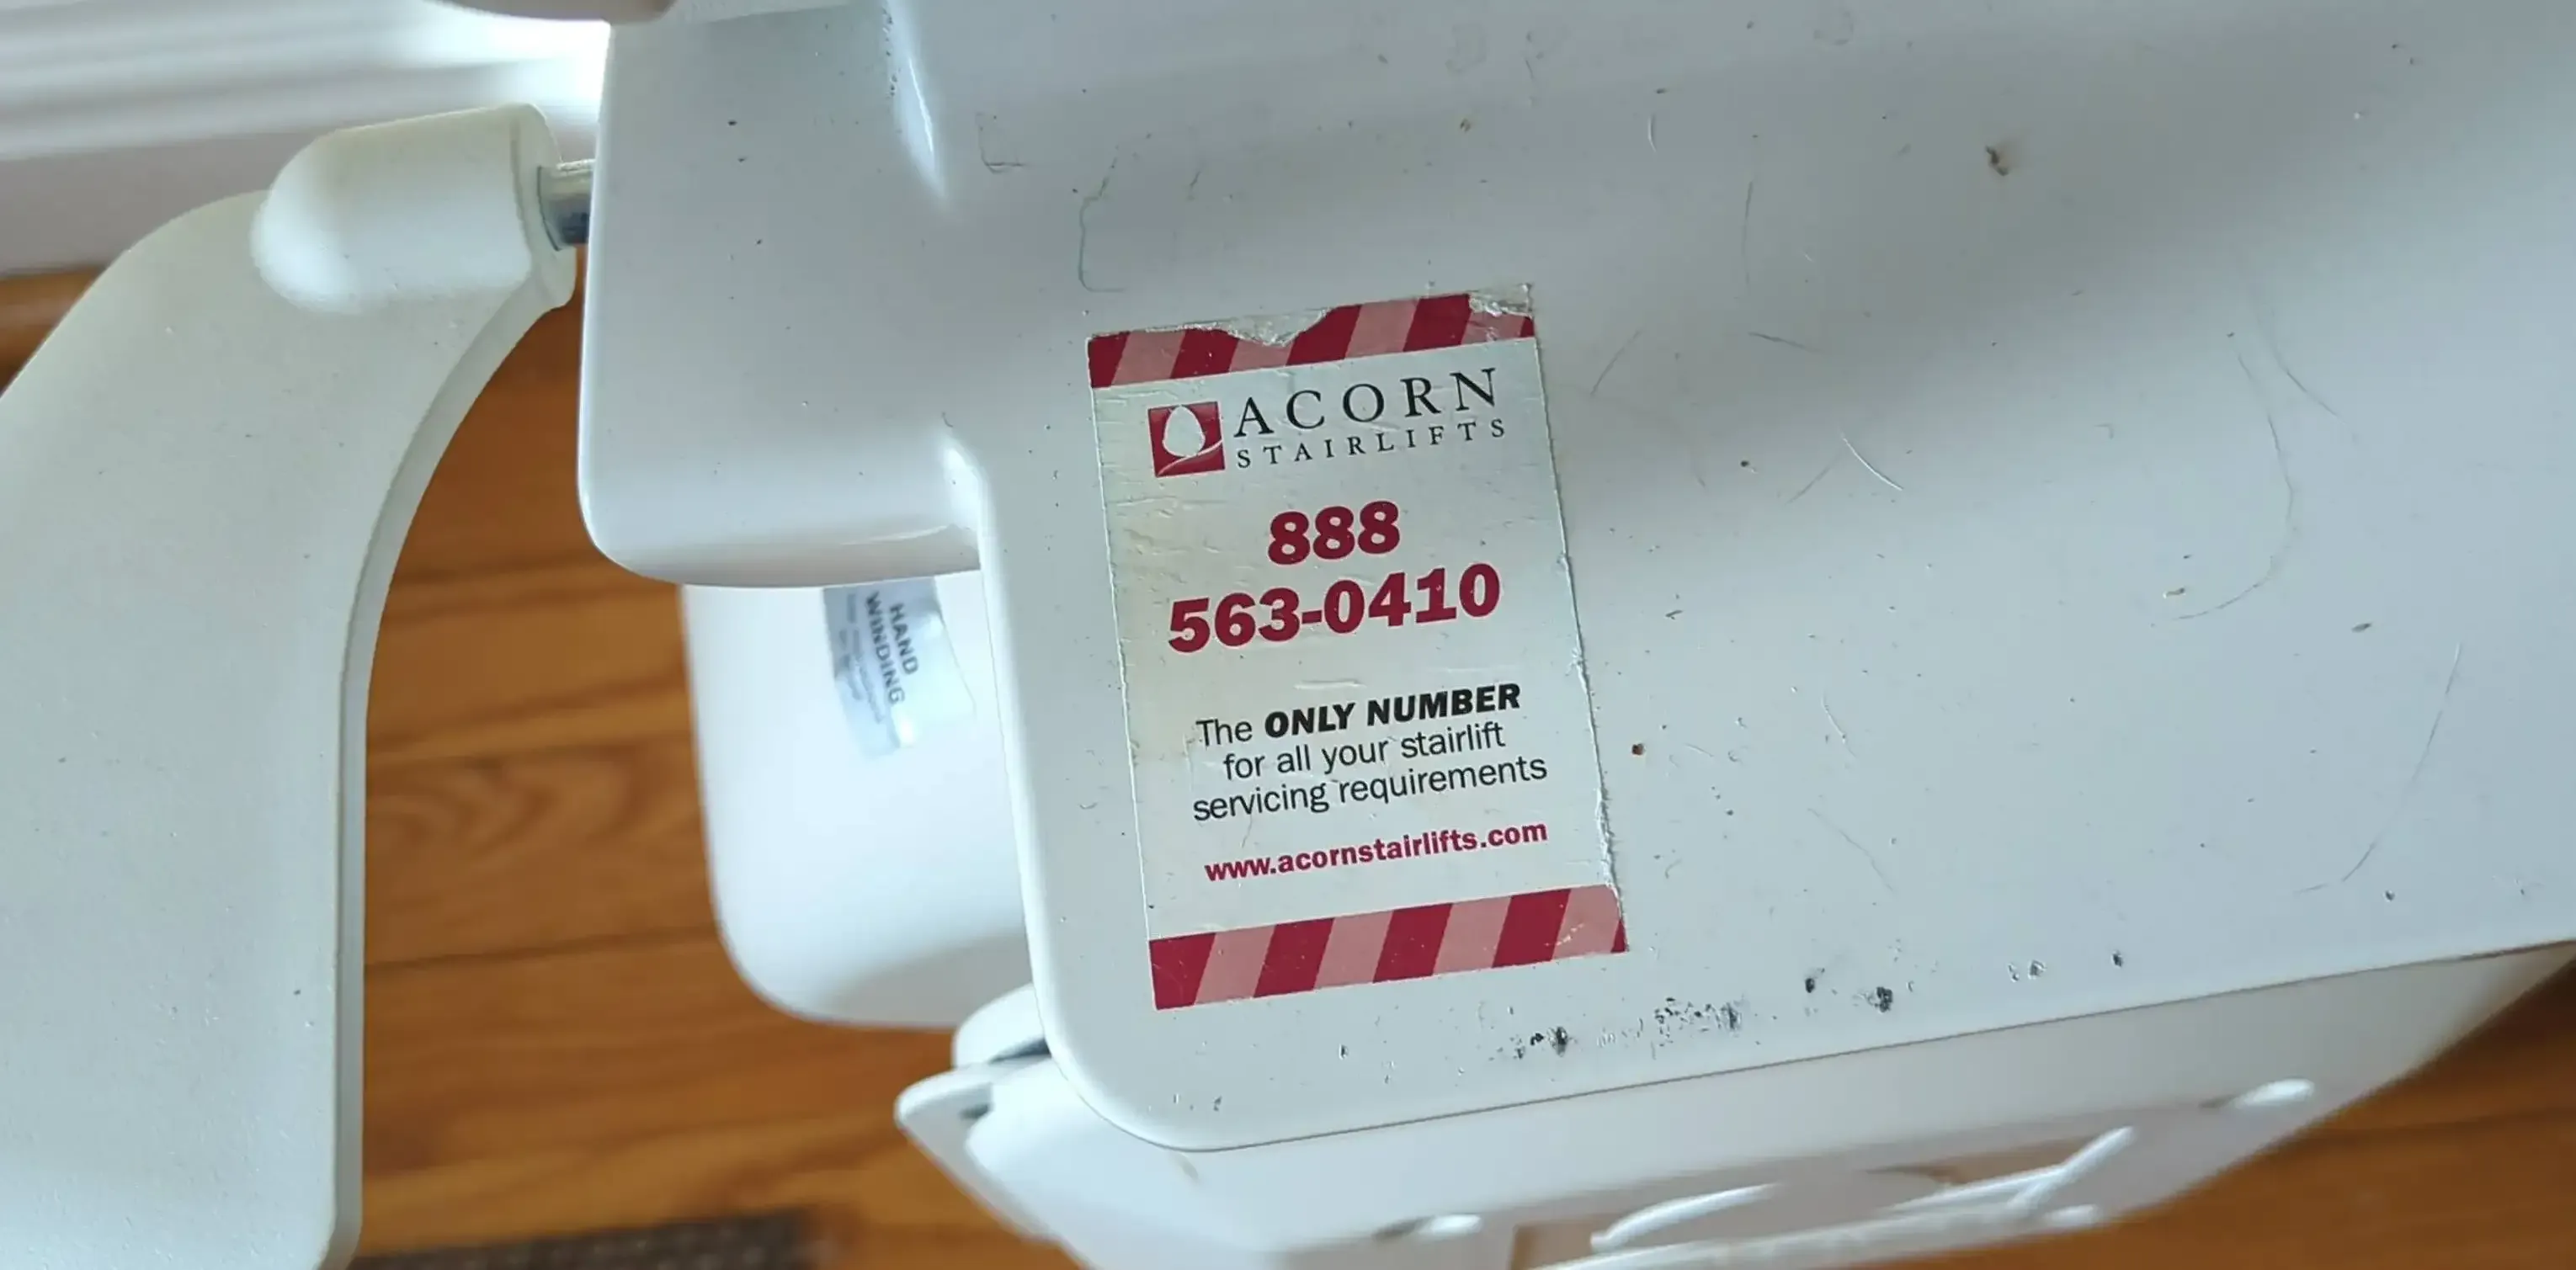 ACORN
STAIRLIFTS
888
563-0410
The ONLY NUMBER
for all your stairlift
servicing requirements
www.acornstairlifts.com
HAND
WINDING